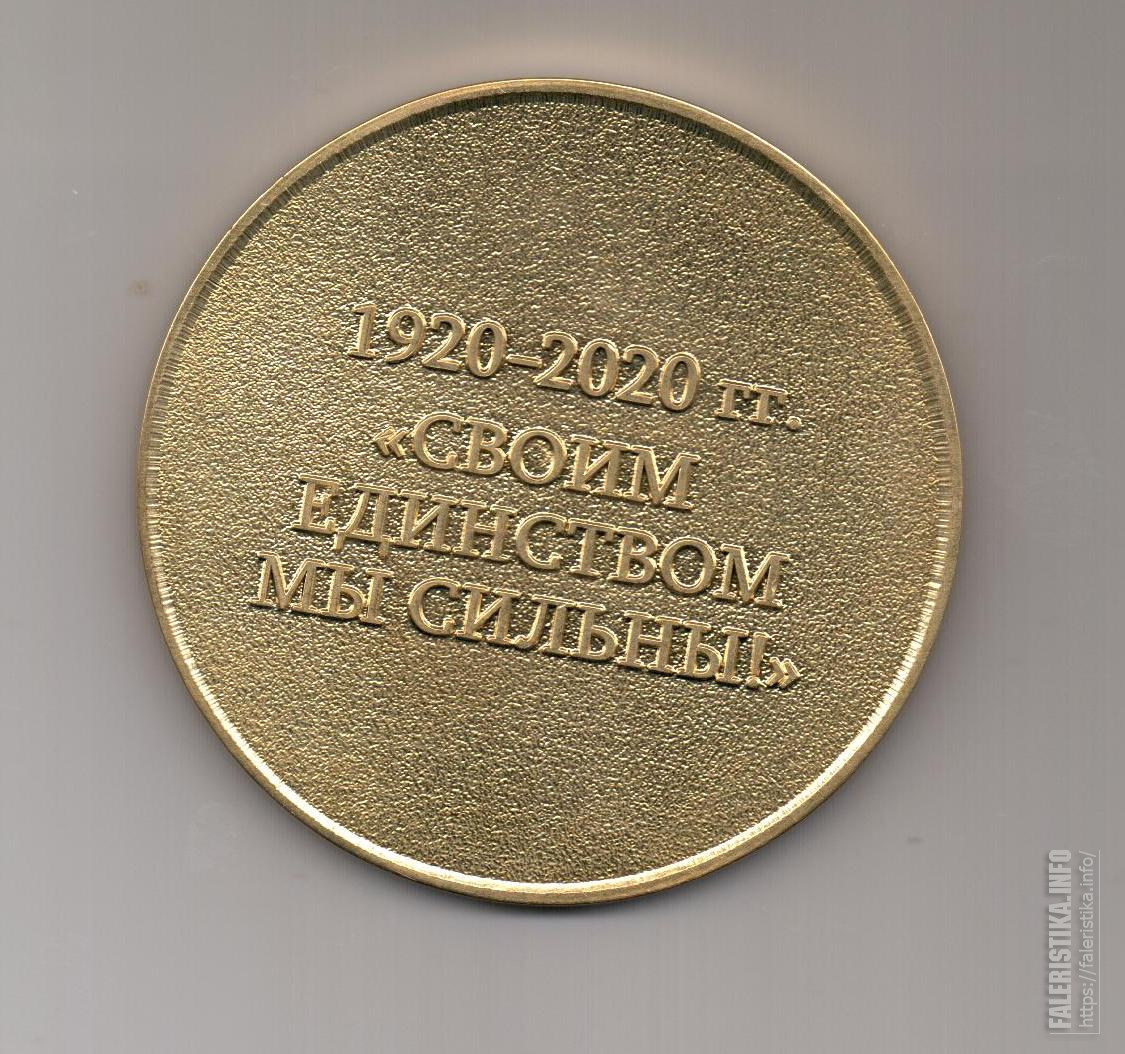 1920–2020 гг.
«СВОИМ
ЕДИНСТВОМ
МЫ СИЛЬНЫ!»
FALERISTIKA.INFO
https://faleristika.info/